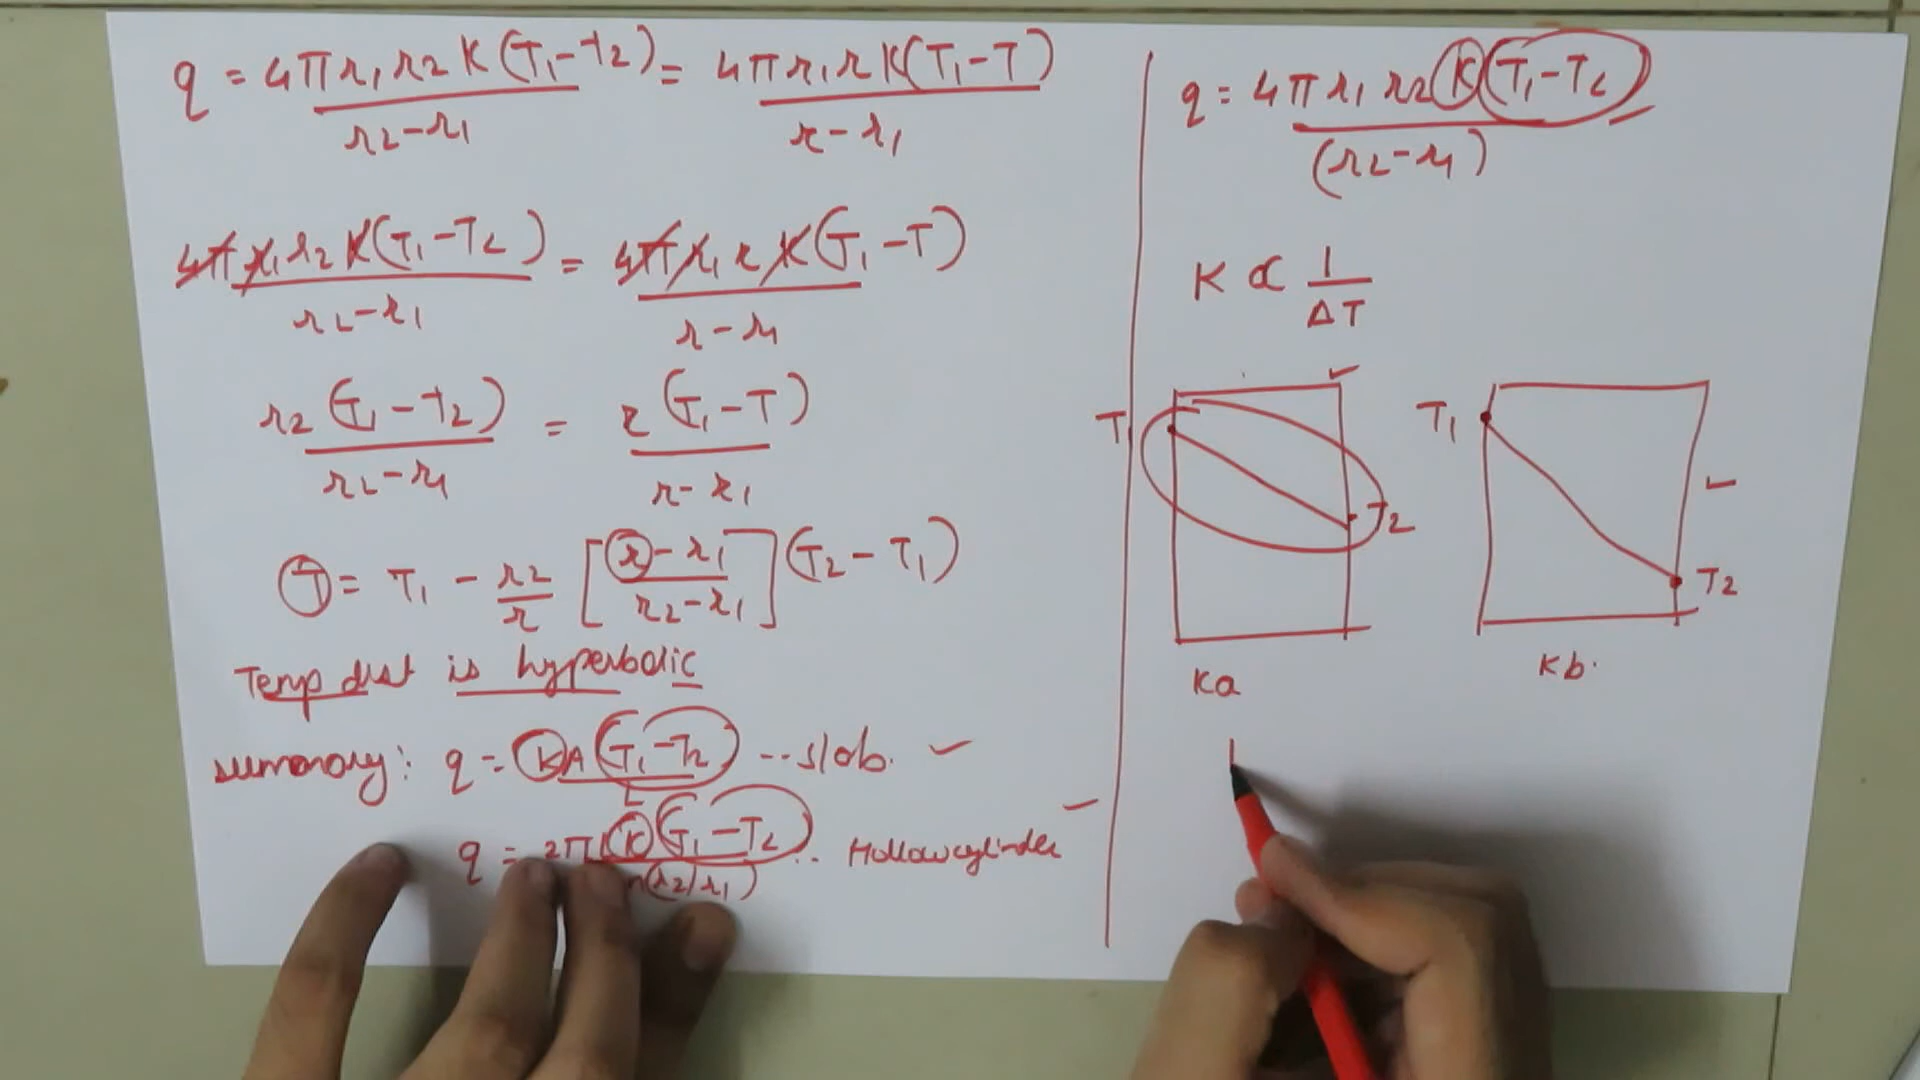 q = 4πr1r2K(T1-t2)/r2-r1 = 4πr1rK(T1-T)/r-r1
4πr1r2K(T1-T2)/r2-r1 = 4πr1rK(T1-T)/r-r1
r2(T1-t2)/r2-r1 = r(T1-T)/r-r1
T = T1 - r2/r [r-r1/r2-r1] (T2-T1)
Temp dist is hyperbolic
summary: q = KA(T1-T2)/L --- slab.
q = 2πlK(T1-T2)/ln(r2/r1) .. Hollow cylinder
q = 4πr1r2K(T1-T2)/(r2-r1)
K ∝ 1/ΔT
T1 T2
T1 T2
Ka Kb.